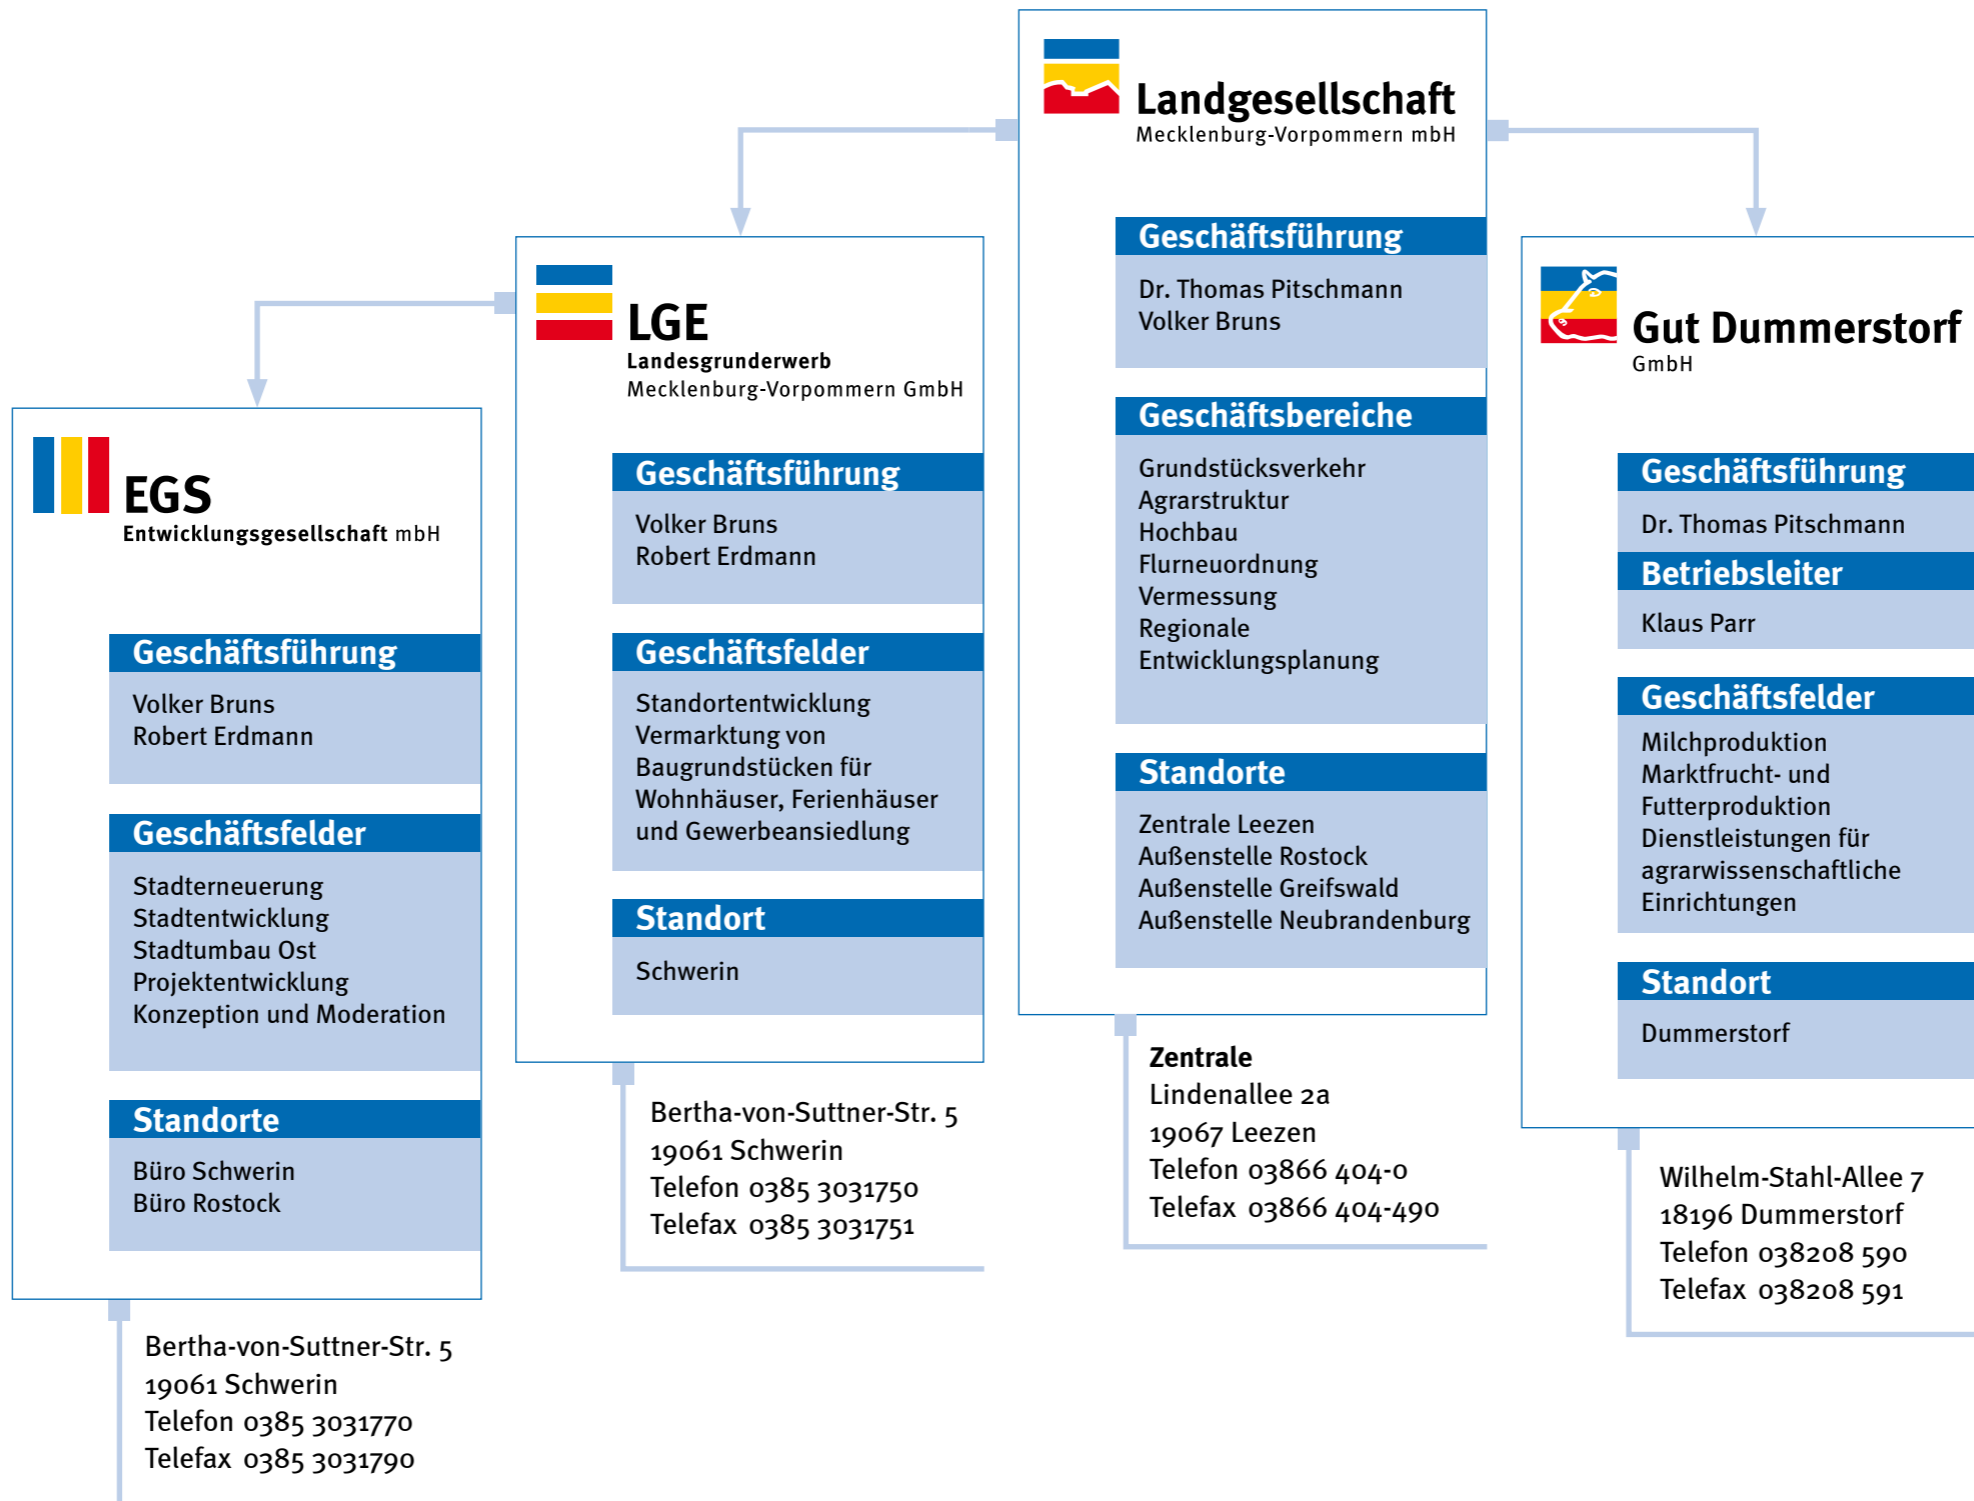 Landgesellschaft
Mecklenburg-Vorpommern mbH
Geschäftsführung
Dr. Thomas Pitschmann
Volker Bruns
Geschäftsbereiche
Grundstücksverkehr
Agrarstruktur
Hochbau
Flurneuordnung
Vermessung
Regionale
Entwicklungsplanung
Standorte
Zentrale Leezen
Außenstelle Rostock
Außenstelle Greifswald
Außenstelle Neubrandenburg
Zentrale
Lindenallee 2a
19067 Leezen
Telefon 03866 404-0
Telefax 03866 404-490
LGE
Landesgrunderwerb
Mecklenburg-Vorpommern GmbH
Geschäftsführung
Volker Bruns
Robert Erdmann
Geschäftsfelder
Standortentwicklung
Vermarktung von
Baugrundstücken für
Wohnhäuser, Ferienhäuser
und Gewerbeansiedlung
Standort
Schwerin
Bertha-von-Suttner-Str. 5
19061 Schwerin
Telefon 0385 3031750
Telefax 0385 3031751
EGS
Entwicklungsgesellschaft mbH
Geschäftsführung
Volker Bruns
Robert Erdmann
Geschäftsfelder
Stadterneuerung
Stadtentwicklung
Stadtumbau Ost
Projektentwicklung
Konzeption und Moderation
Standorte
Büro Schwerin
Büro Rostock
Bertha-von-Suttner-Str. 5
19061 Schwerin
Telefon 0385 3031770
Telefax 0385 3031790
Gut Dummerstorf
GmbH
Geschäftsführung
Dr. Thomas Pitschmann
Betriebsleiter
Klaus Parr
Geschäftsfelder
Milchproduktion
Marktfrucht- und
Futterproduktion
Dienstleistungen für
agrarwissenschaftliche
Einrichtungen
Standort
Dummerstorf
Wilhelm-Stahl-Allee 7
18196 Dummerstorf
Telefon 038208 590
Telefax 038208 591